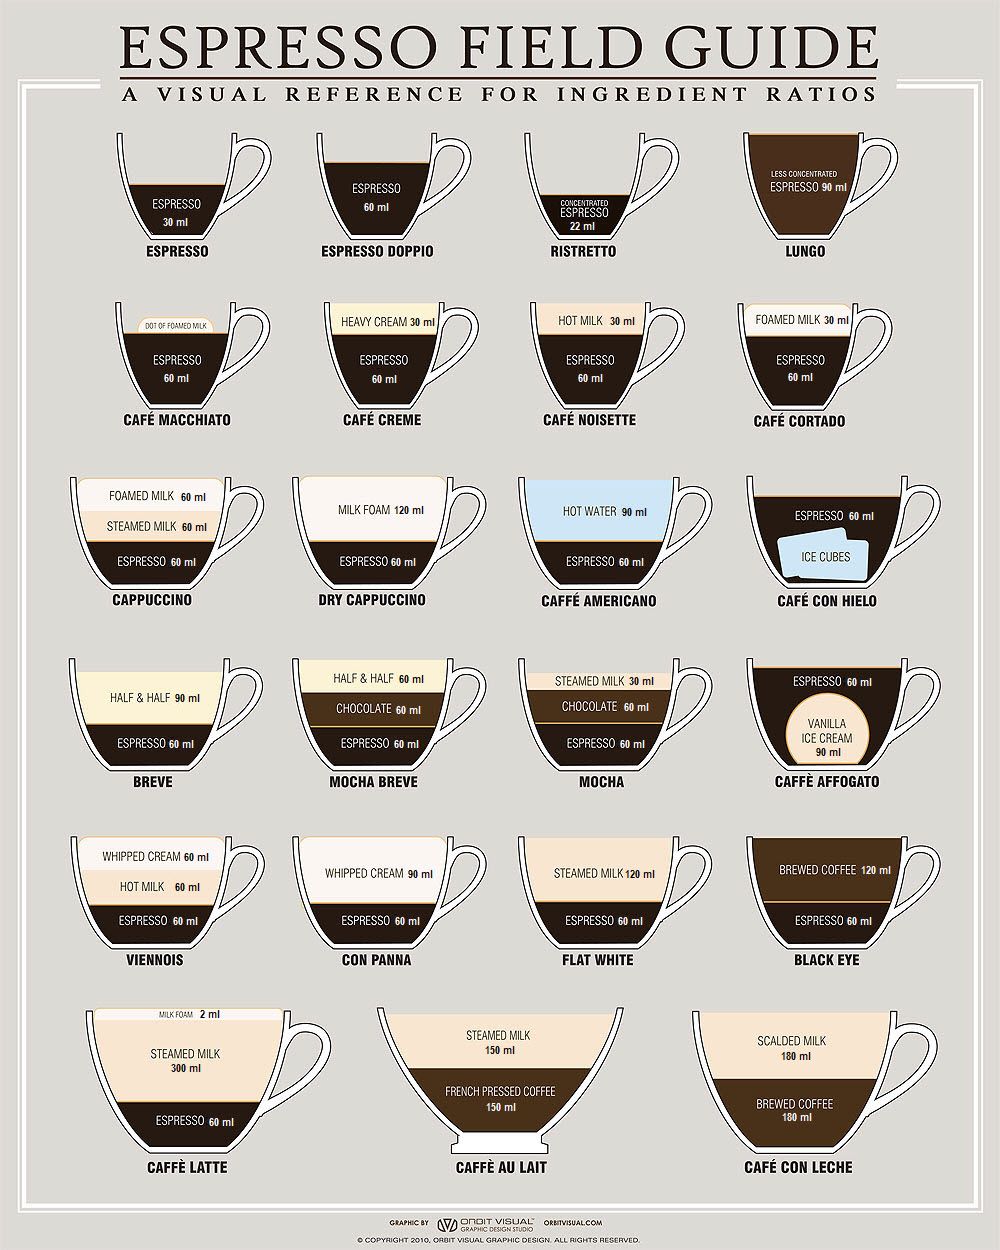 ESPRESSO FIELD GUIDE
A VISUAL REFERENCE FOR INGREDIENT RATIOS
ESPRESSO
30 ml
ESPRESSO
ESPRESSO
60 ml
ESPRESSO DOPPIO
CONCENTRATED
ESPRESSO
22 ml
RISTRETTO
LESS CONCENTRATED
ESPRESSO 90 ml
LUNGO
DOT OF FOAMED MILK
ESPRESSO
60 ml
CAFÉ MACCHIATO
HEAVY CREAM 30 ml
ESPRESSO
60 ml
CAFÉ CREME
HOT MILK 30 ml
ESPRESSO
60 ml
CAFÉ NOISETTE
FOAMED MILK 30 ml
ESPRESSO
60 ml
CAFÉ CORTADO
FOAMED MILK 60 ml
STEAMED MILK 60 ml
ESPRESSO 60 ml
CAPPUCCINO
MILK FOAM 120 ml
ESPRESSO 60 ml
DRY CAPPUCCINO
HOT WATER 90 ml
ESPRESSO 60 ml
CAFFÉ AMERICANO
ESPRESSO 60 ml
ICE CUBES
CAFÉ CON HIELO
HALF & HALF 90 ml
ESPRESSO 60 ml
BREVE
HALF & HALF 60 ml
CHOCOLATE 60 ml
ESPRESSO 60 ml
MOCHA BREVE
STEAMED MILK 30 ml
CHOCOLATE 60 ml
ESPRESSO 60 ml
MOCHA
ESPRESSO 60 ml
VANILLA
ICE CREAM
90 ml
CAFFÈ AFFOGATO
WHIPPED CREAM 60 ml
HOT MILK 60 ml
ESPRESSO 60 ml
VIENNOIS
WHIPPED CREAM 90 ml
ESPRESSO 60 ml
CON PANNA
STEAMED MILK 120 ml
ESPRESSO 60 ml
FLAT WHITE
BREWED COFFEE 120 ml
ESPRESSO 60 ml
BLACK EYE
MILK FOAM 2 ml
STEAMED MILK
300 ml
ESPRESSO 60 ml
CAFFÈ LATTE
STEAMED MILK
150 ml
FRENCH PRESSED COFFEE
150 ml
CAFFÈ AU LAIT
SCALDED MILK
180 ml
BREWED COFFEE
180 ml
CAFÉ CON LECHE
GRAPHIC BY ORBIT VISUAL GRAPHIC DESIGN STUDIO ORBITVISUAL.COM
© COPYRIGHT 2010, ORBIT VISUAL GRAPHIC DESIGN. ALL RIGHTS RESERVED.